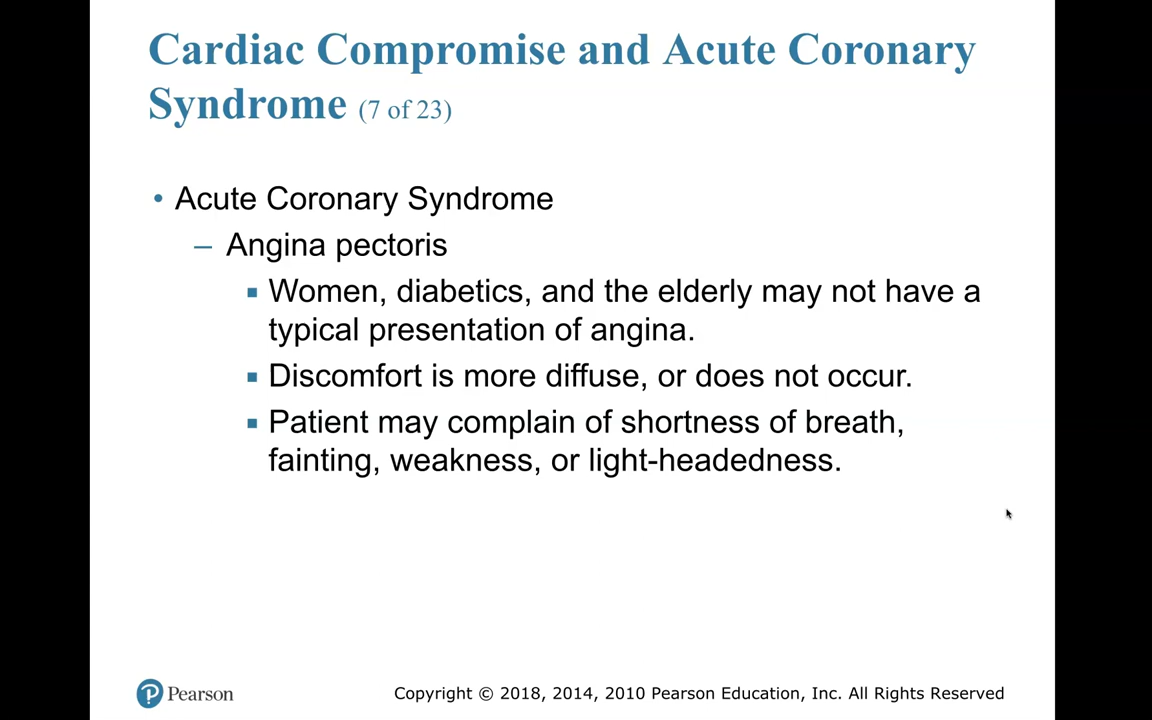 Cardiac Compromise and Acute Coronary
Syndrome (7 of 23)
• Acute Coronary Syndrome
– Angina pectoris
▪ Women, diabetics, and the elderly may not have a
typical presentation of angina.
▪ Discomfort is more diffuse, or does not occur.
▪ Patient may complain of shortness of breath,
fainting, weakness, or light-headedness.
Pearson
Copyright © 2018, 2014, 2010 Pearson Education, Inc. All Rights Reserved